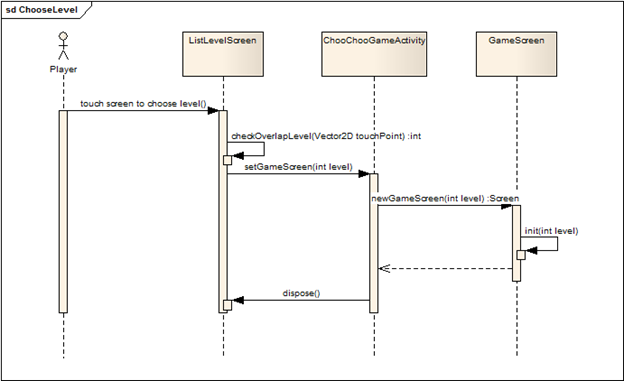 sd ChooseLevel
ListLevelScreen
ChooChooGameActivity
GameScreen
Player
touch screen to choose level()
checkOverlapLevel(Vector2D touchPoint) :int
setGameScreen(int level)
newGameScreen(int level) :Screen
init(int level)
dispose()